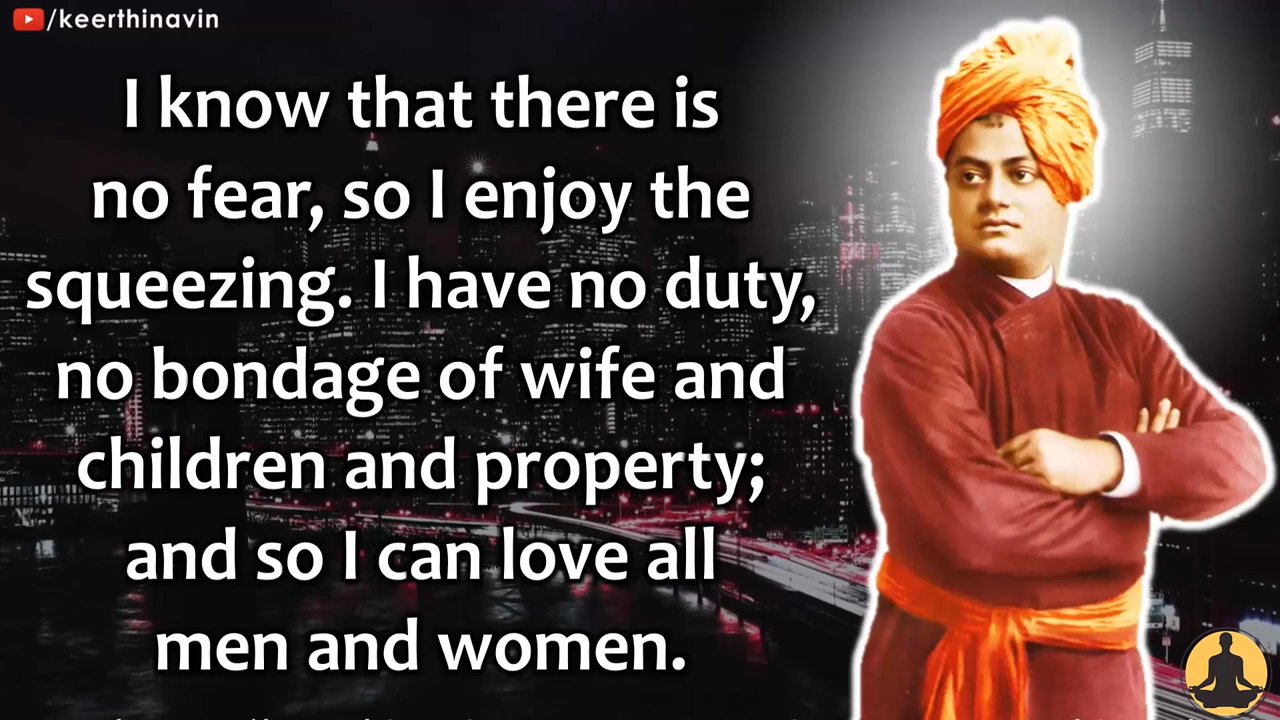 /keerthinavin
I know that there is
no fear, so I enjoy the
squeezing. I have no duty,
no bondage of wife and
children and property;
and so I can love all
men and women.